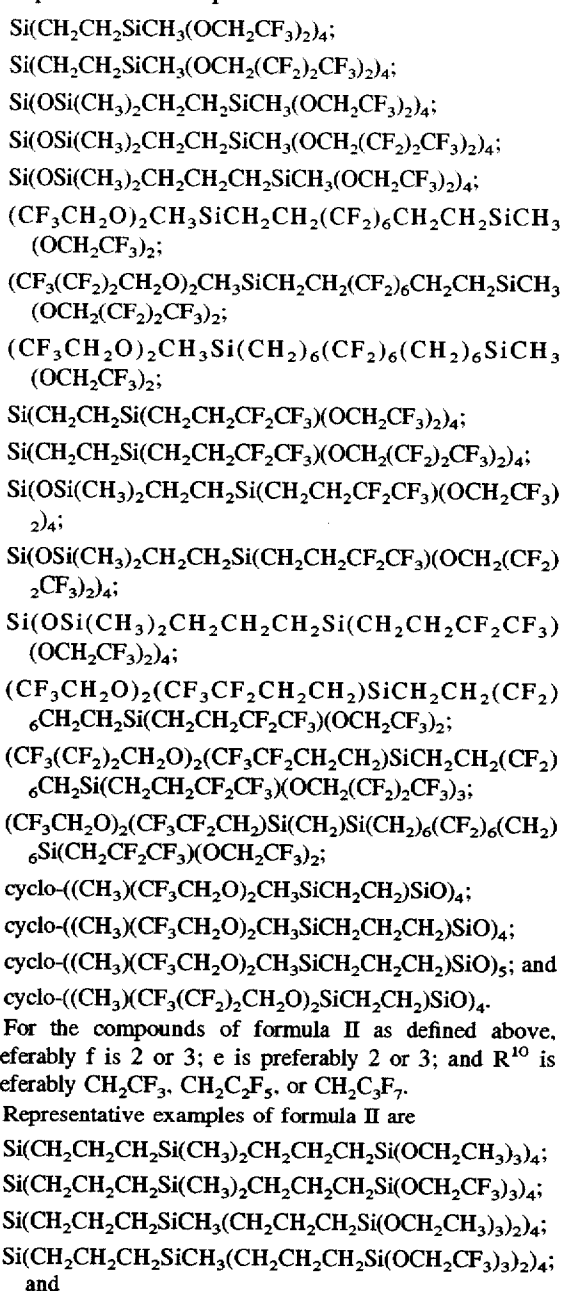 Si(CH₂CH₂SiCH₃(OCH₂CF₃)₂)₄;
Si(CH₂CH₂SiCH₃(OCH₂(CF₂)₂CF₃)₂)₄;
Si(OSi(CH₃)₂CH₂CH₂SiCH₃(OCH₂CF₃)₂)₄;
Si(OSi(CH₃)₂CH₂CH₂SiCH₃(OCH₂(CF₂)₂CF₃)₂)₄;
Si(OSi(CH₃)₂CH₂CH₂CH₂SiCH₃(OCH₂CF₃)₂)₄;
(CF₃CH₂O)₂CH₃SiCH₂CH₂(CF₂)₆CH₂CH₂SiCH₃
(OCH₂CF₃)₂;
(CF₃(CF₂)₂CH₂O)₂CH₃SiCH₂CH₂(CF₂)₆CH₂CH₂SiCH₃
(OCH₂(CF₂)₂CF₃)₂;
(CF₃CH₂O)₂CH₃Si(CH₂)₆(CF₂)₆(CH₂)₆SiCH₃
(OCH₂CF₃)₂;
Si(CH₂CH₂Si(CH₂CH₂CF₂CF₃)(OCH₂CF₃)₂)₄;
Si(CH₂CH₂Si(CH₂CH₂CF₂CF₃)(OCH₂(CF₂)₂CF₃)₂)₄;
Si(OSi(CH₃)₂CH₂CH₂Si(CH₂CH₂CF₂CF₃)(OCH₂CF₃)
₂)₄;
Si(OSi(CH₃)₂CH₂CH₂Si(CH₂CH₂CF₂CF₃)(OCH₂(CF₂)
₂CF₃)₂)₄;
Si(OSi(CH₃)₂CH₂CH₂CH₂Si(CH₂CH₂CF₂CF₃)
(OCH₂CF₃)₂)₄;
(CF₃CH₂O)₂(CF₃CF₂CH₂CH₂)SiCH₂CH₂(CF₂)
₆CH₂CH₂Si(CH₂CH₂CF₂CF₃)(OCH₂CF₃)₂;
(CF₃(CF₂)₂CH₂O)₂(CF₃CF₂CH₂CH₂)SiCH₂CH₂(CF₂)
₆CH₂Si(CH₂CH₂CF₂CF₃)(OCH₂(CF₂)₂CF₃)₃;
(CF₃CH₂O)₂(CF₃CF₂CH₂)Si(CH₂)Si(CH₂)₆(CF₂)₆(CH₂)
₆Si(CH₂CF₂CF₃)(OCH₂CF₃)₂;
cyclo-((CH₃)(CF₃CH₂O)₂CH₃SiCH₂CH₂)SiO)₄;
cyclo-((CH₃)(CF₃CH₂O)₂CH₃SiCH₂CH₂CH₂)SiO)₄;
cyclo-((CH₃)(CF₃CH₂O)₂CH₃SiCH₂CH₂CH₂)SiO)₅; and
cyclo-((CH₃)(CF₃(CF₂)₂CH₂O)₂SiCH₂CH₂)SiO)₄.
For the compounds of formula II as defined above,
eferably f is 2 or 3; e is preferably 2 or 3; and R¹⁰ is
eferably CH₂CF₃, CH₂C₂F₅, or CH₂C₃F₇.
Representative examples of formula II are
Si(CH₂CH₂CH₂Si(CH₃)₂CH₂CH₂CH₂Si(OCH₂CH₃)₃)₄;
Si(CH₂CH₂CH₂Si(CH₃)₂CH₂CH₂CH₂Si(OCH₂CF₃)₃)₄;
Si(CH₂CH₂CH₂SiCH₃(CH₂CH₂CH₂Si(OCH₂CH₃)₃)₂)₄;
Si(CH₂CH₂CH₂SiCH₃(CH₂CH₂CH₂Si(OCH₂CF₃)₃)₂)₄;
and